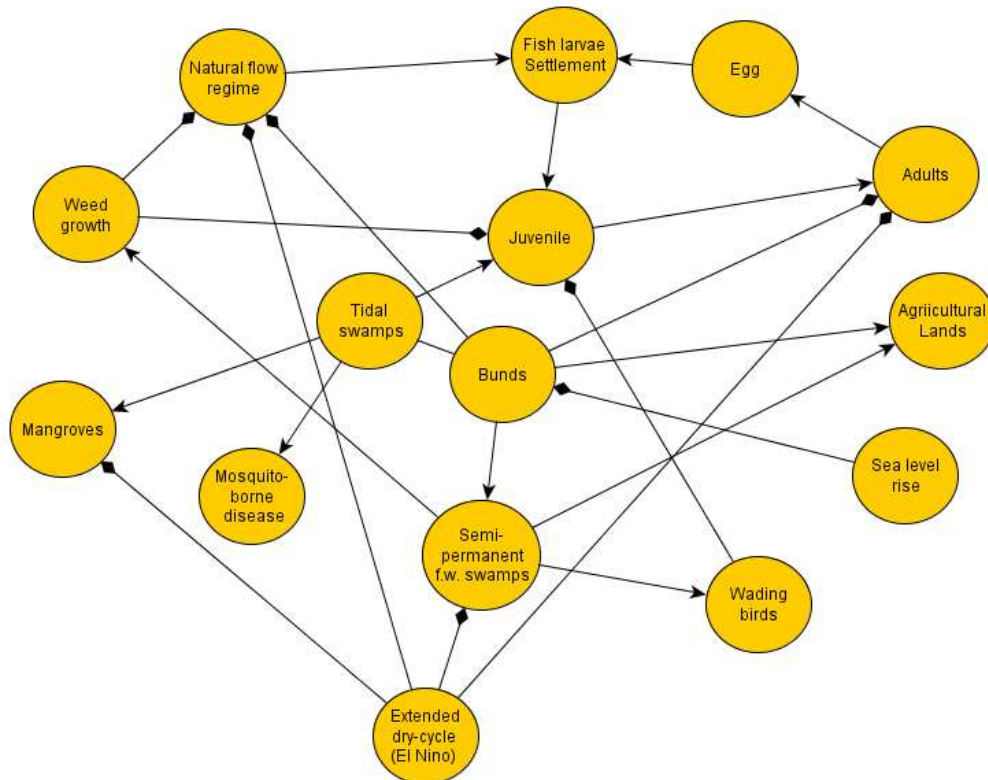 Natural flow
regime
Fish larvae
Settlement
Egg
Adults
Weed
growth
Juvenile
Tidal
swamps
Agriicultural
Lands
Bunds
Mangroves
Mosquito-
borne
disease
Sea level
rise
Semi-
permanent
f.w. swamps
Wading
birds
Extended
dry-cycle
(El Nino)